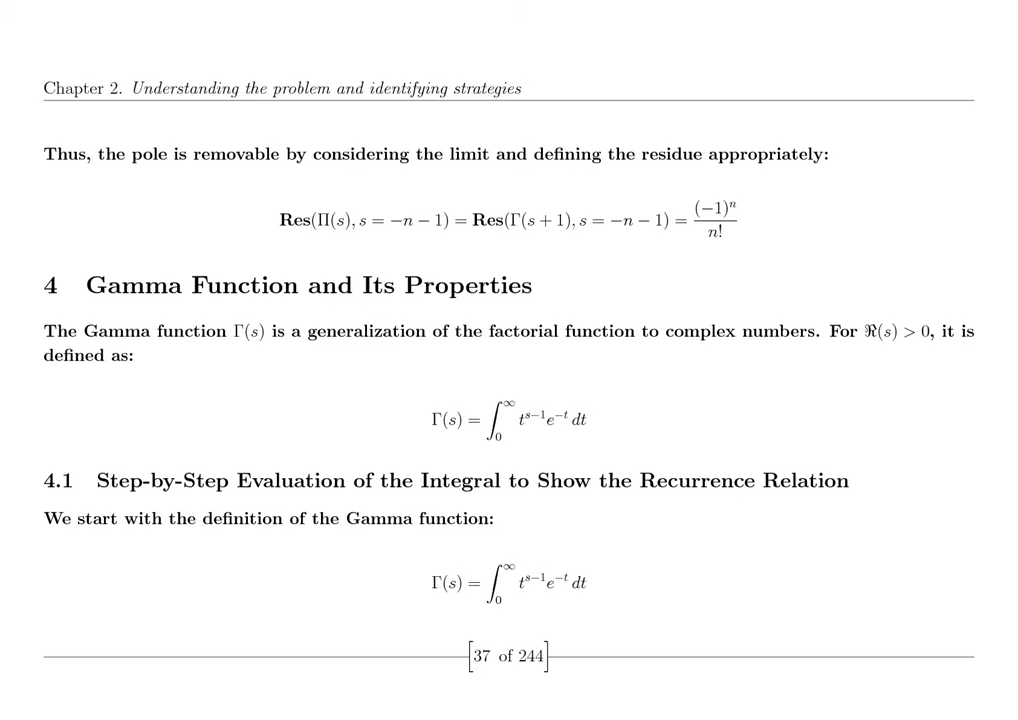 Chapter 2. Understanding the problem and identifying strategies
Thus, the pole is removable by considering the limit and defining the residue appropriately:
Res(Π(s), s = −n − 1) = Res(Γ(s + 1), s = −n − 1) = (−1)ⁿ / n!
4 Gamma Function and Its Properties
The Gamma function Γ(s) is a generalization of the factorial function to complex numbers. For ℜ(s) > 0, it is
defined as:
Γ(s) = ∫₀^∞ t^{s−1} e^{−t} dt
4.1 Step-by-Step Evaluation of the Integral to Show the Recurrence Relation
We start with the definition of the Gamma function:
Γ(s) = ∫₀^∞ t^{s−1} e^{−t} dt
[37 of 244]